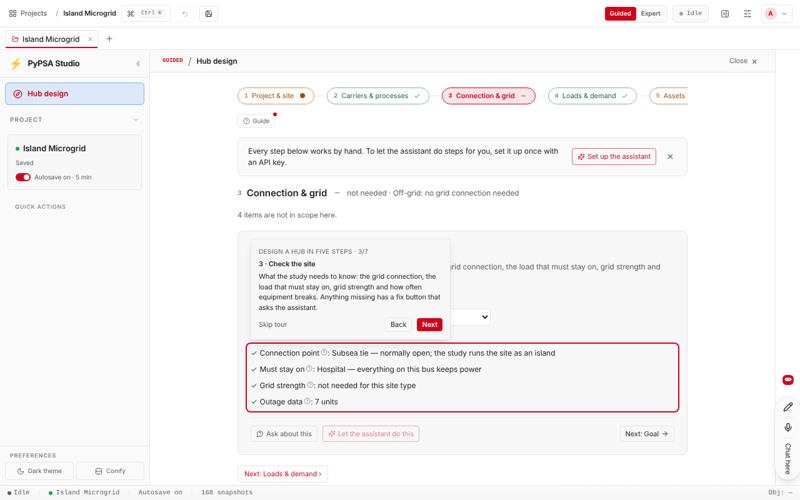 Projects / Island Microgrid
⌘ Ctrl K
Guided Expert
Idle
A
Island Microgrid
PyPSA Studio
GUIDED / Hub design
Close
Hub design
PROJECT
Island Microgrid
Saved
Autosave on · 5 min
QUICK ACTIONS
1 Project & site
2 Carriers & processes
3 Connection & grid –
4 Loads & demand
5 Assets
Guide
Every step below works by hand. To let the assistant do steps for you, set it up once with
an API key.
Set up the assistant
3 Connection & grid – not needed · Off-grid: no grid connection needed
4 items are not in scope here.
DESIGN A HUB IN FIVE STEPS · 3/7
3 · Check the site
What the study needs to know: the grid connection, the
load that must stay on, grid strength and how often
equipment breaks. Anything missing has a fix button that
asks the assistant.
Skip tour
Back
Next
grid connection, the load that must stay on, grid strength and
✓ Connection point ?: Subsea tie — normally open; the study runs the site as an island
✓ Must stay on ?: Hospital — everything on this bus keeps power
✓ Grid strength ?: not needed for this site type
✓ Outage data ?: 7 units
Ask about this
Let the assistant do this
Next: Goal →
Next: Loads & demand ›
Chat here
PREFERENCES
Dark theme
Comfy
Idle
Island Microgrid
Autosave on
168 snapshots
Obj: —